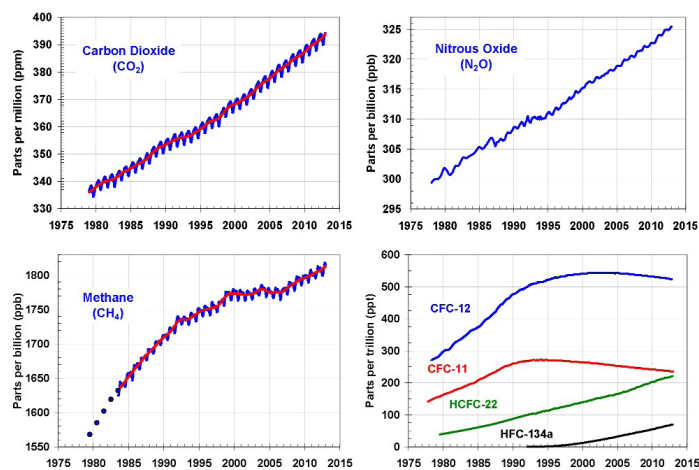 400
390
380
370
360
350
340
330
Parts per million (ppm)
Carbon Dioxide
(CO₂)
1975 1980 1985 1990 1995 2000 2005 2010 2015
325
320
315
310
305
300
295
Parts per billion (ppb)
Nitrous Oxide
(N₂O)
1975 1980 1985 1990 1995 2000 2005 2010 2015
1800
1750
1700
1650
1600
1550
Parts per billion (ppb)
Methane
(CH₄)
1975 1980 1985 1990 1995 2000 2005 2010 2015
600
500
400
300
200
100
0
Parts per trillion (ppt)
CFC-12
CFC-11
HCFC-22
HFC-134a
1975 1980 1985 1990 1995 2000 2005 2010 2015